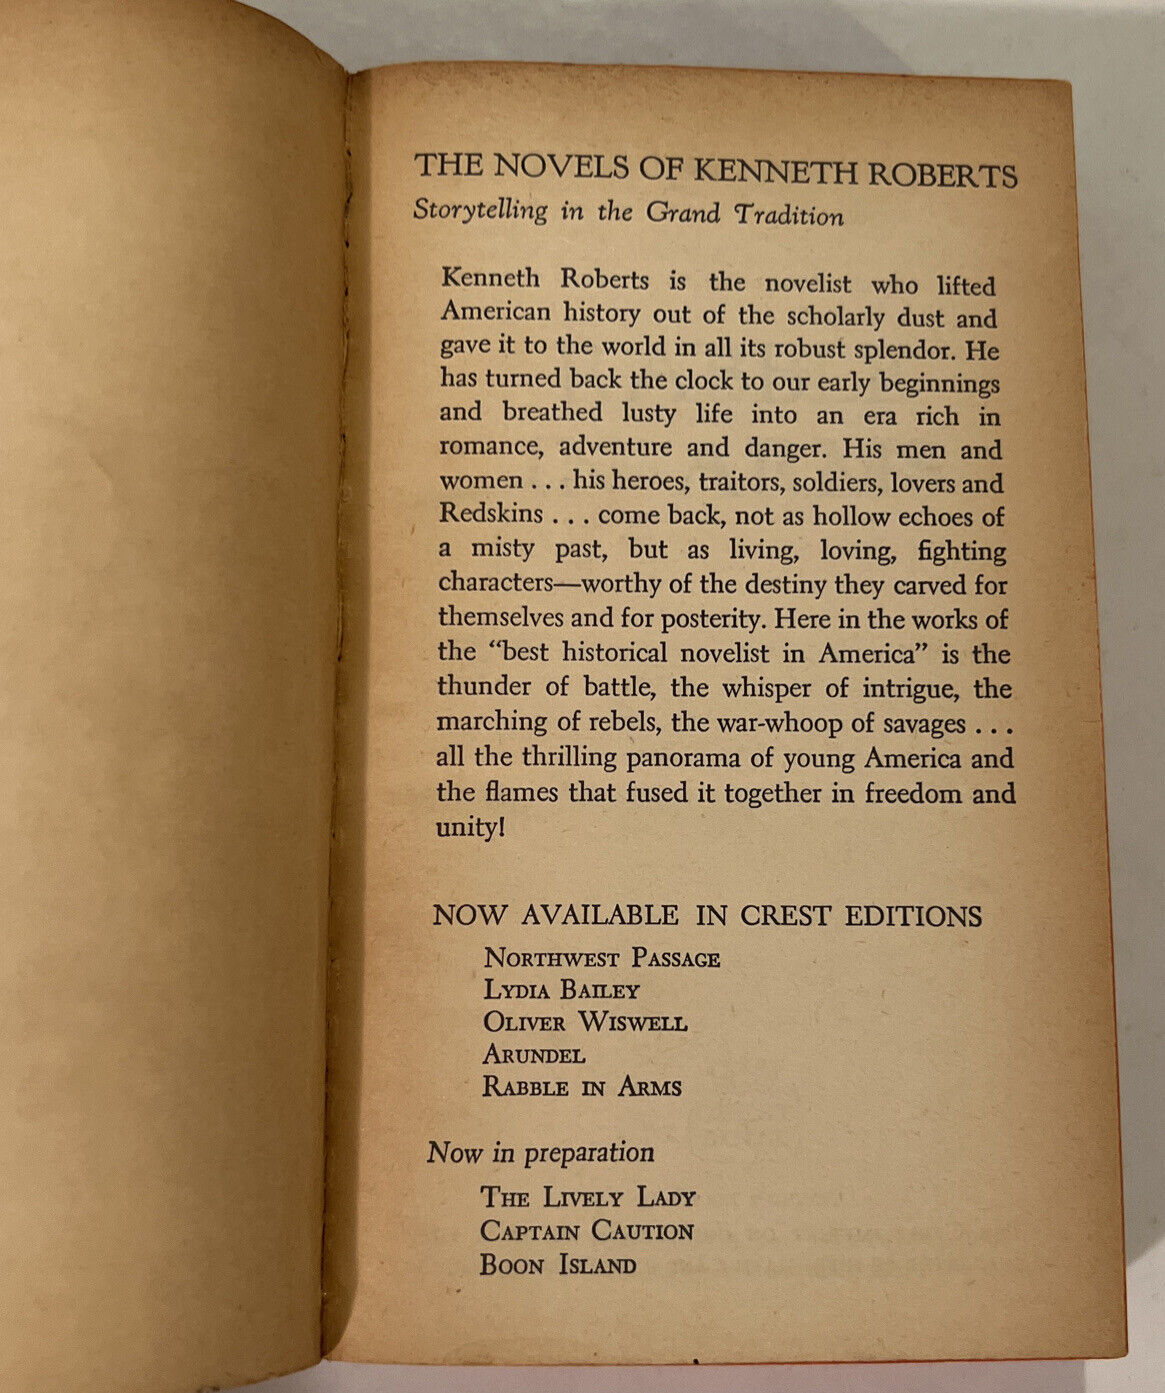 THE NOVELS OF KENNETH ROBERTS
Storytelling in the Grand Tradition
Kenneth Roberts is the novelist who lifted
American history out of the scholarly dust and
gave it to the world in all its robust splendor. He
has turned back the clock to our early beginnings
and breathed lusty life into an era rich in
romance, adventure and danger. His men and
women . . . his heroes, traitors, soldiers, lovers and
Redskins . . . come back, not as hollow echoes of
a misty past, but as living, loving, fighting
characters—worthy of the destiny they carved for
themselves and for posterity. Here in the works of
the “best historical novelist in America” is the
thunder of battle, the whisper of intrigue, the
marching of rebels, the war-whoop of savages . . .
all the thrilling panorama of young America and
the flames that fused it together in freedom and
unity!
NOW AVAILABLE IN CREST EDITIONS
NORTHWEST PASSAGE
LYDIA BAILEY
OLIVER WISWELL
ARUNDEL
RABBLE IN ARMS
Now in preparation
THE LIVELY LADY
CAPTAIN CAUTION
BOON ISLAND